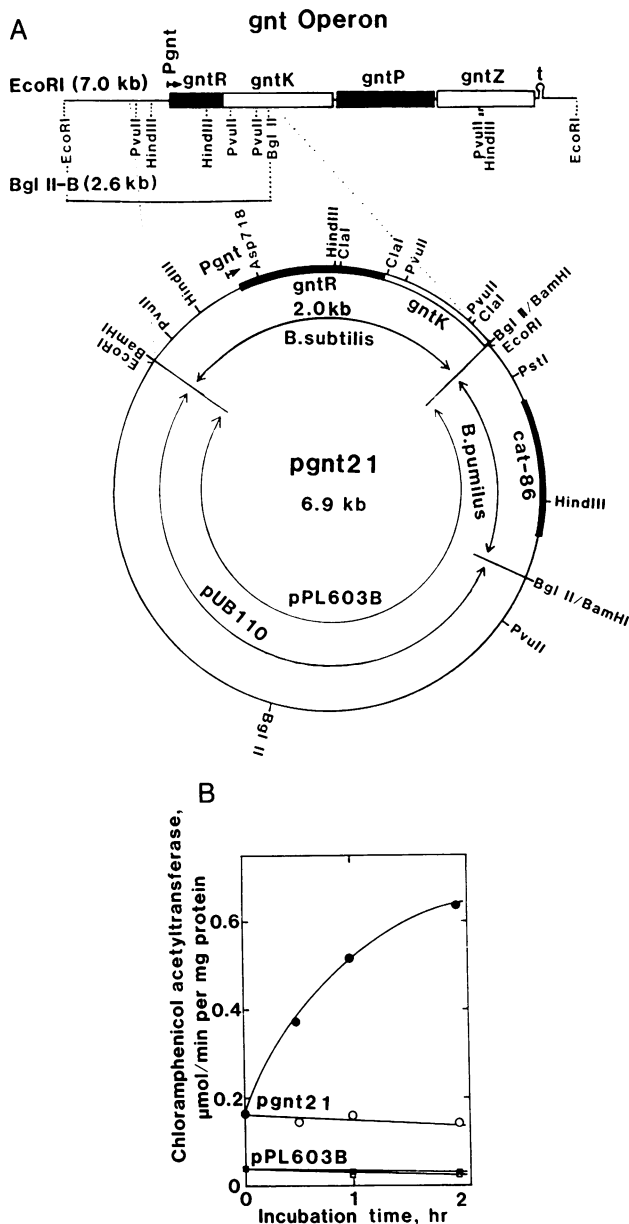 A
gnt Operon
Pgnt
EcoRI (7.0 kb)
gntR
gntK
gntP
gntZ
t
EcoRI
PvuII
HindIII
HindIII
PvuII
PvuII
Bgl II
PvuII
HindIII
EcoRI
Bgl II-B (2.6 kb)
EcoRI
BamHI
PvuII
HindIII
Pgnt
Asp718
HindIII
ClaI
ClaI
PvuII
PvuII
ClaI
Bgl II/BamHI
EcoRI
PstI
gntR
2.0kb
B.subtilis
gntK
cat-86
B.pumilus
HindIII
pgnt21
6.9 kb
pPL603B
pUB110
Bgl II/BamHI
PvuII
Bgl II
B
Chloramphenicol acetyltransferase,
μmol/min per mg protein
0.6
0.4
0.2
0
pgnt21
pPL603B
0
1
2
Incubation time, hr